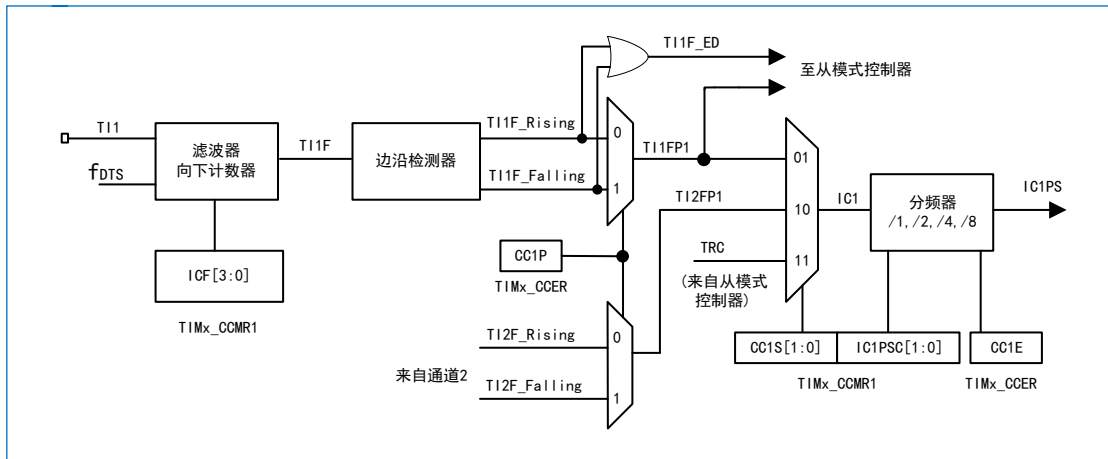 TI1F_ED
至从模式控制器
TI1
fDTS
滤波器
向下计数器
TI1F
边沿检测器
TI1F_Rising
TI1F_Falling
0
1
TI1FP1
TI2FP1
TRC
(来自从模式
控制器)
01
10
11
IC1
分频器
/1,/2,/4,/8
IC1PS
ICF[3:0]
TIMx_CCMR1
CC1P
TIMx_CCER
来自通道2
TI2F_Rising
TI2F_Falling
0
1
CC1S[1:0]
IC1PSC[1:0]
TIMx_CCMR1
CC1E
TIMx_CCER